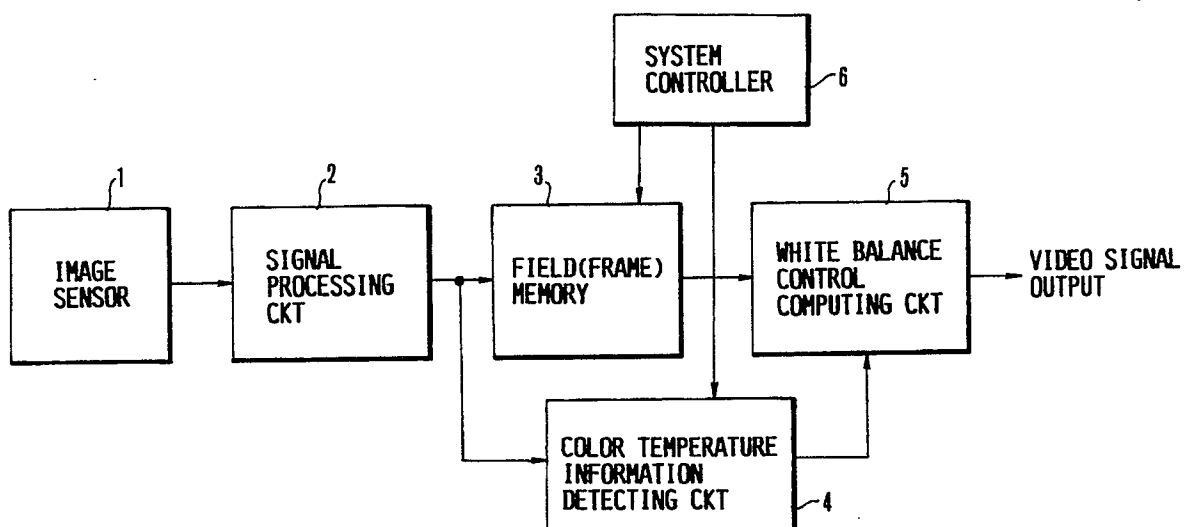 SYSTEM
CONTROLLER
6
1
2
3
5
IMAGE
SENSOR
SIGNAL
PROCESSING
CKT
FIELD(FRAME)
MEMORY
WHITE BALANCE
CONTROL
COMPUTING CKT
VIDEO SIGNAL
OUTPUT
COLOR TEMPERATURE
INFORMATION
DETECTING CKT
4